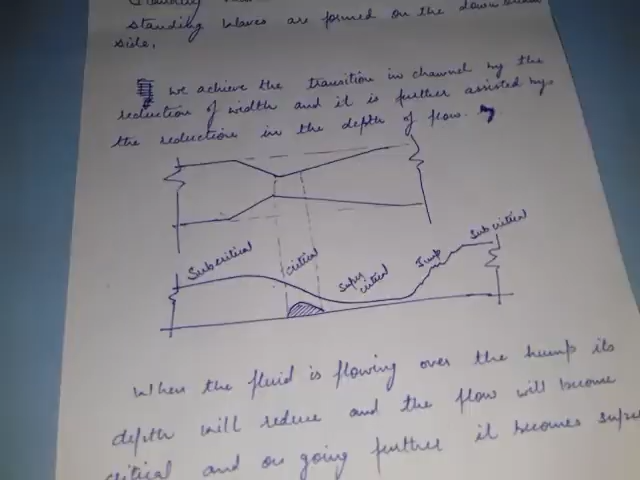 standing waves are formed on the down
side.
we achieve the transition in channel by the
reduction of width and it is further assisted by
the reduction in the depth of flow.
Subcritical
critical
Super
critical
Jump
Subcritical
When the fluid is flowing over the hump its
depth will reduce and the flow will become
critical and on going further it becomes super